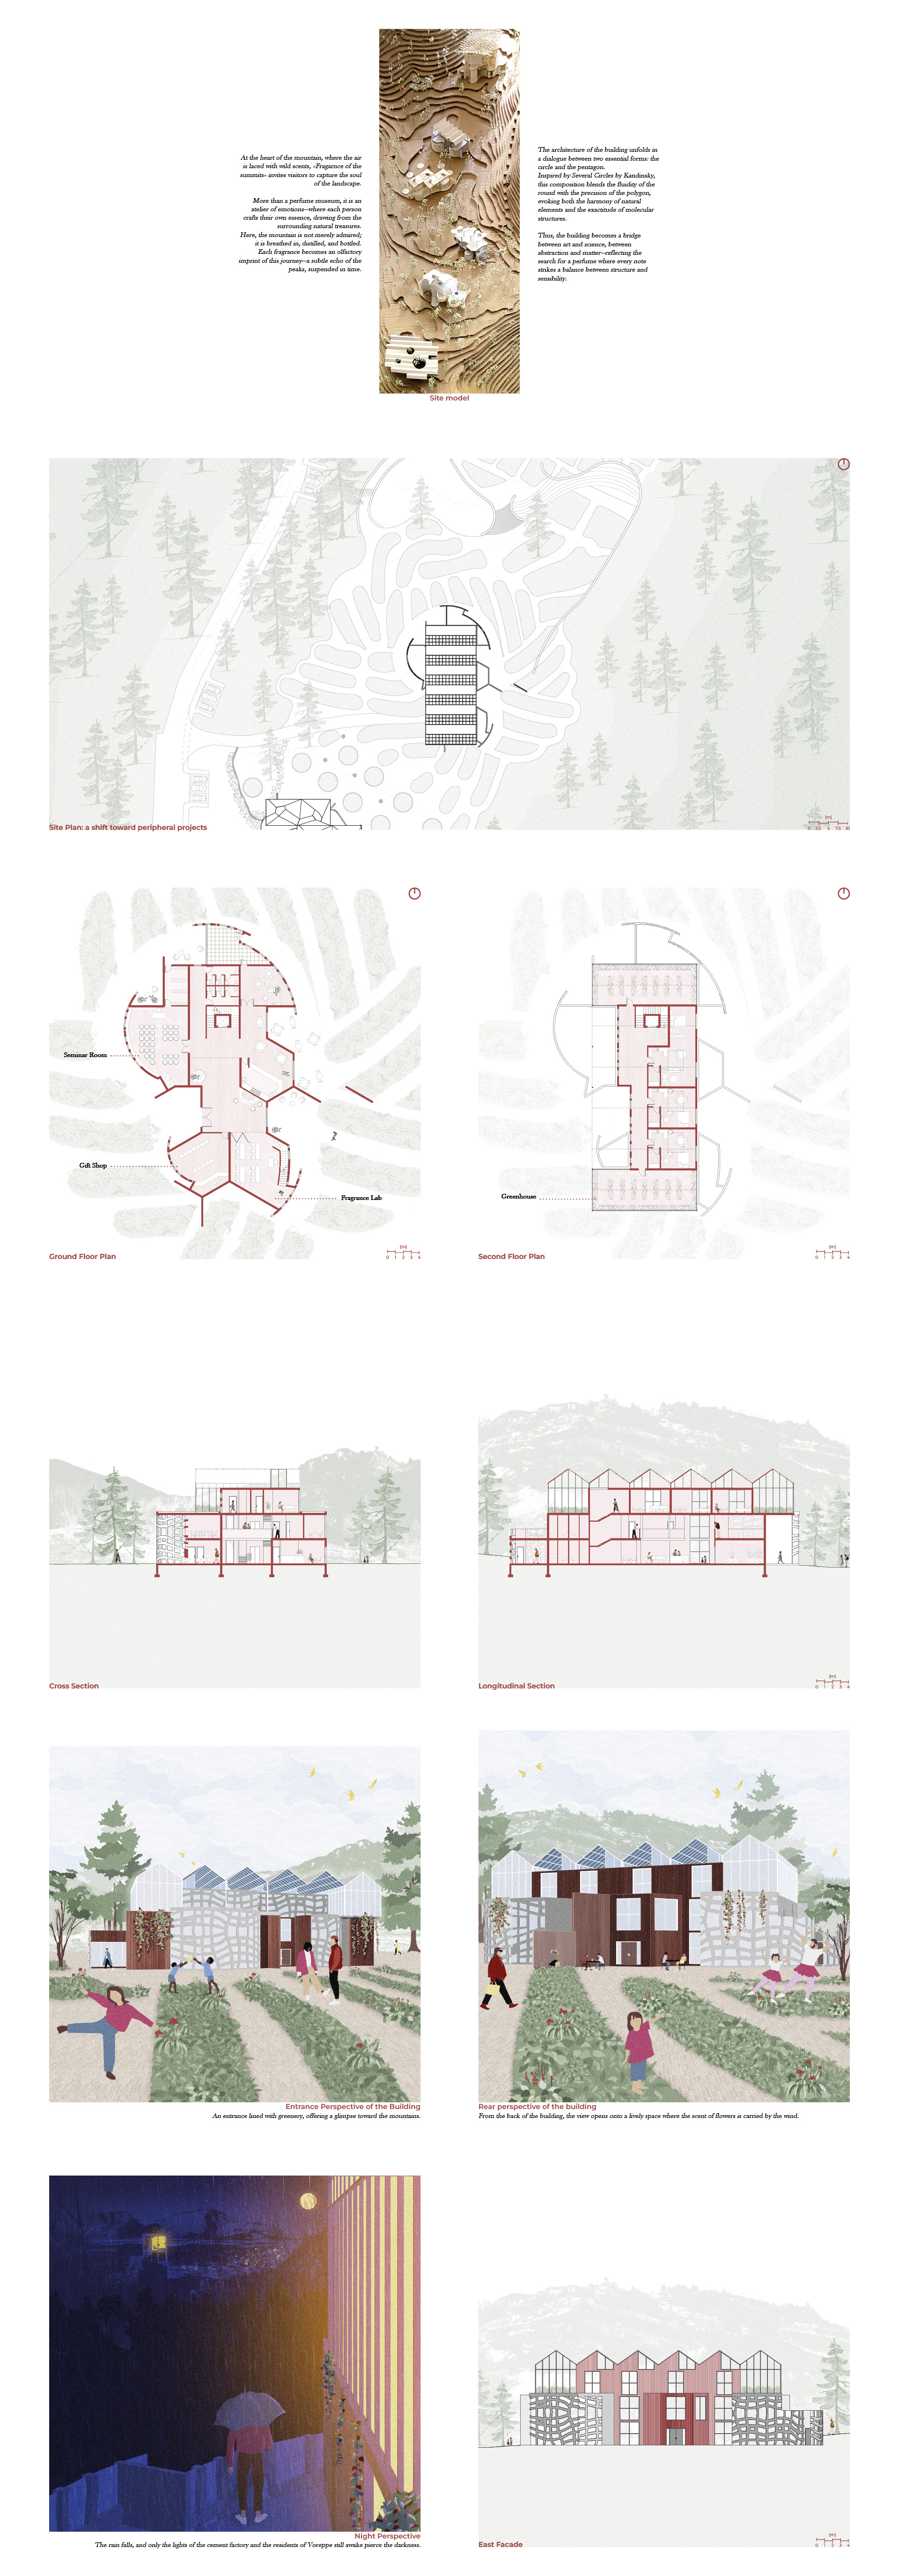 At the heart of the mountain, where the air
is laced with wild scents, «Fragance of the
summits» invites visitors to capture the soul
of the landscape.
More than a perfume museum, it is an
atelier of emotions—where each person
crafts their own essence, drawing from the
surrounding natural treasures.
Here, the mountain is not merely admired;
it is breathed in, distilled, and bottled.
Each fragrance becomes an olfactory
imprint of this journey—a subtle echo of the
peaks, suspended in time.
The architecture of the building unfolds in
a dialogue between two essential forms: the
circle and the pentagon.
Inspired by Several Circles by Kandinsky,
this composition blends the fluidity of the
round with the precision of the polygon,
evoking both the harmony of natural
elements and the exactitude of molecular
structures.
Thus, the building becomes a bridge
between art and science, between
abstraction and matter—reflecting the
search for a perfume where every note
strikes a balance between structure and
sensibility.
Site model
Site Plan: a shift toward peripheral projects
[m]
0 2.5 5 7.5 10
Seminar Room
Gift Shop
Fragrance Lab
Ground Floor Plan
[m]
0 1 2 3 4
Greenhouse
Second Floor Plan
[m]
0 1 2 3 4
Cross Section
Longitudinal Section
[m]
0 1 2 3 4
Entrance Perspective of the Building
An entrance lined with greenery, offering a glimpse toward the mountains.
Rear perspective of the building
From the back of the building, the view opens onto a lively space where the scent of flowers is carried by the wind.
Night Perspective
The rain falls, and only the lights of the cement factory and the residents of Voreppe still awake pierce the darkness.
East Facade
[m]
0 1 2 3 4